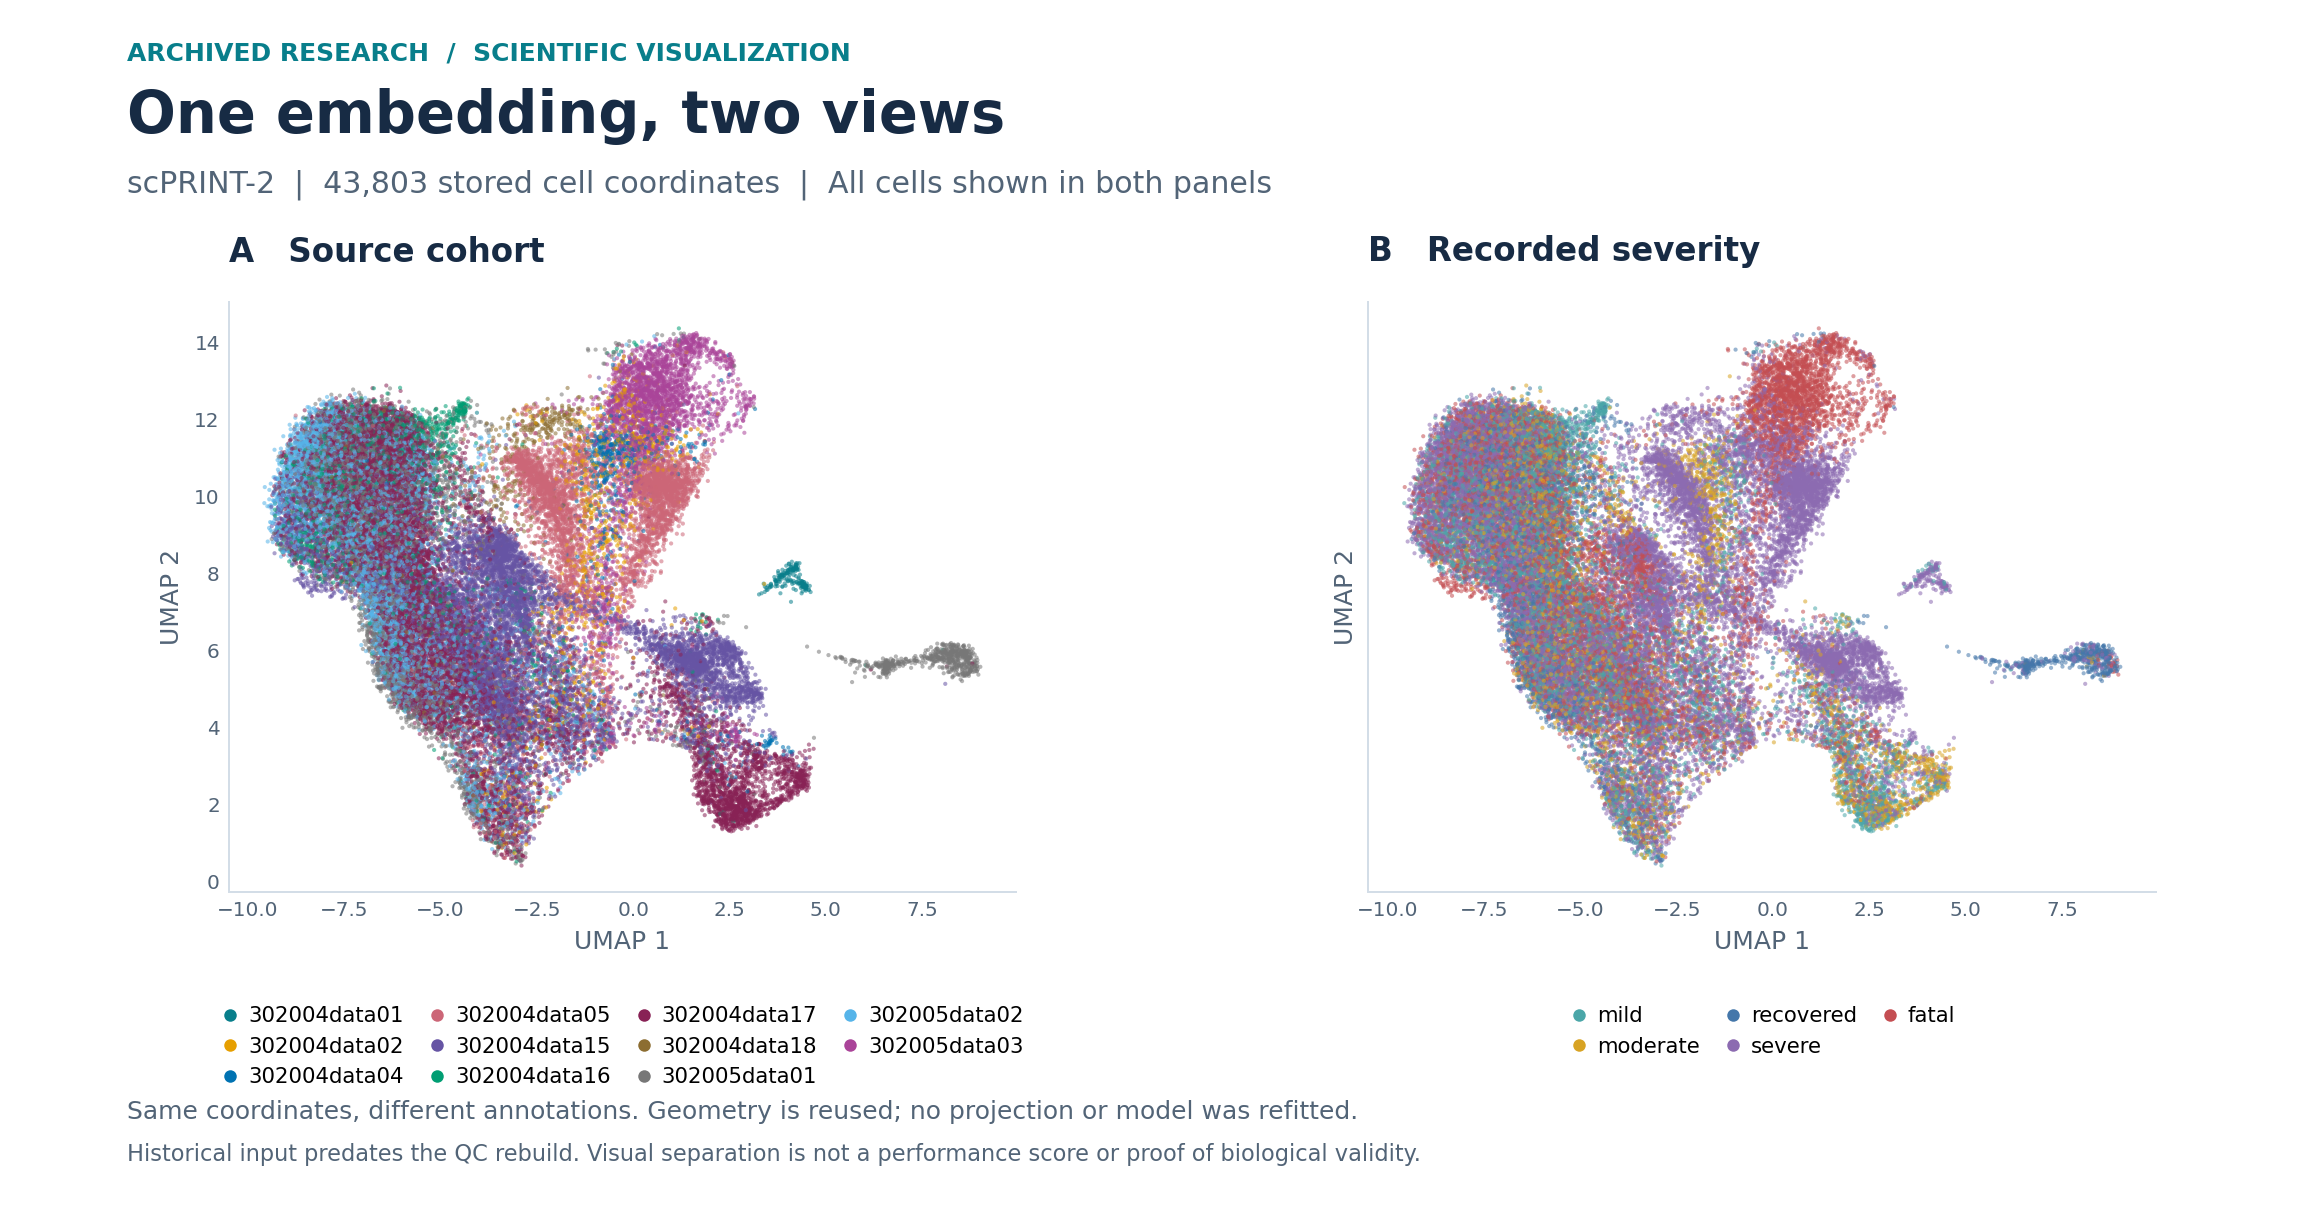 ARCHIVED RESEARCH / SCIENTIFIC VISUALIZATION
One embedding, two views
scPRINT-2 | 43,803 stored cell coordinates | All cells shown in both panels
A Source cohort
14
12
10
8
6
4
2
0
UMAP 2
−10.0 −7.5 −5.0 −2.5 0.0 2.5 5.0 7.5
UMAP 1
302004data01 302004data05 302004data17 302005data02
302004data02 302004data15 302004data18 302005data03
302004data04 302004data16 302005data01
B Recorded severity
UMAP 2
−10.0 −7.5 −5.0 −2.5 0.0 2.5 5.0 7.5
UMAP 1
mild recovered fatal
moderate severe
Same coordinates, different annotations. Geometry is reused; no projection or model was refitted.
Historical input predates the QC rebuild. Visual separation is not a performance score or proof of biological validity.